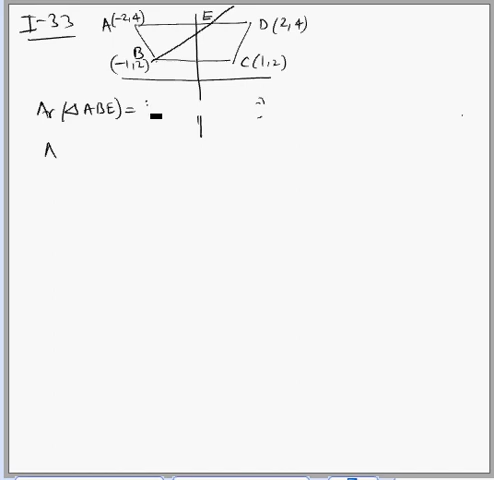 I-33
A(-2,4) E D(2,4)
B
(-1,2) C(1,2)
Ar(△ABE)=
A